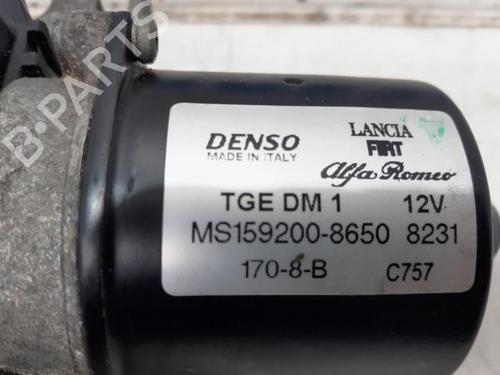 B-PARTS
DENSO
MADE IN ITALY
LANCIA
FIAT
Alfa Romeo
TGE DM 1 12V
MS159200-8650 8231
170-8-B C757